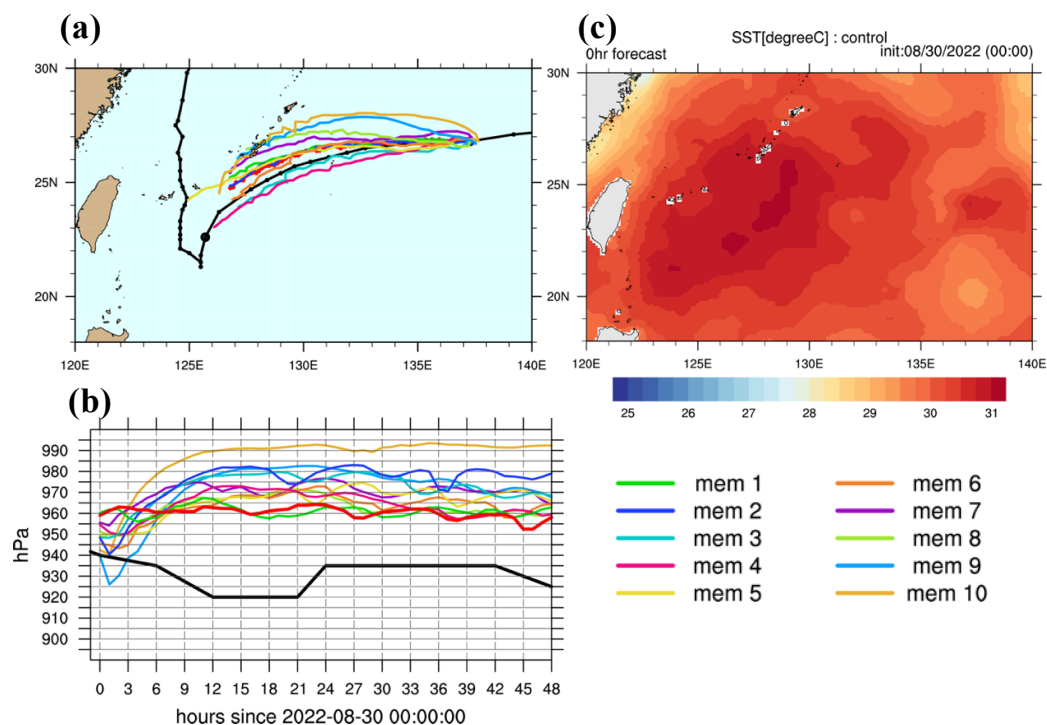 (a)
30N
25N
20N
120E 125E 130E 135E 140E
(c)
SST[degreeC] : control
0hr forecast init:08/30/2022 (00:00)
30N
25N
20N
120E 125E 130E 135E 140E
25 26 27 28 29 30 31
(b)
hPa
990
980
970
960
950
940
930
920
910
900
0 3 6 9 12 15 18 21 24 27 30 33 36 39 42 45 48
hours since 2022-08-30 00:00:00
mem 1
mem 2
mem 3
mem 4
mem 5
mem 6
mem 7
mem 8
mem 9
mem 10